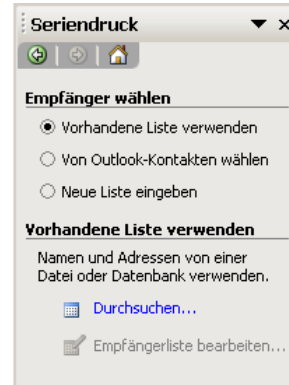 Seriendruck
Empfänger wählen
Vorhandene Liste verwenden
Von Outlook-Kontakten wählen
Neue Liste eingeben
Vorhandene Liste verwenden
Namen und Adressen von einer
Datei oder Datenbank verwenden.
Durchsuchen...
Empfängerliste bearbeiten...